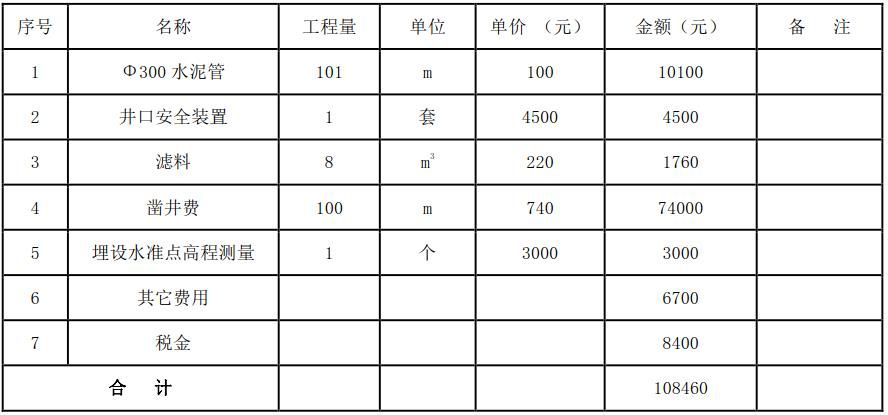 序号 名称 工程量 单位 单价 （元） 金额（元） 备 注
1 Φ300 水泥管 101 m 100 10100
2 井口安全装置 1 套 4500 4500
3 滤料 8 m³ 220 1760
4 凿井费 100 m 740 74000
5 埋设水准点高程测量 1 个 3000 3000
6 其它费用 6700
7 税金 8400
合 计 108460